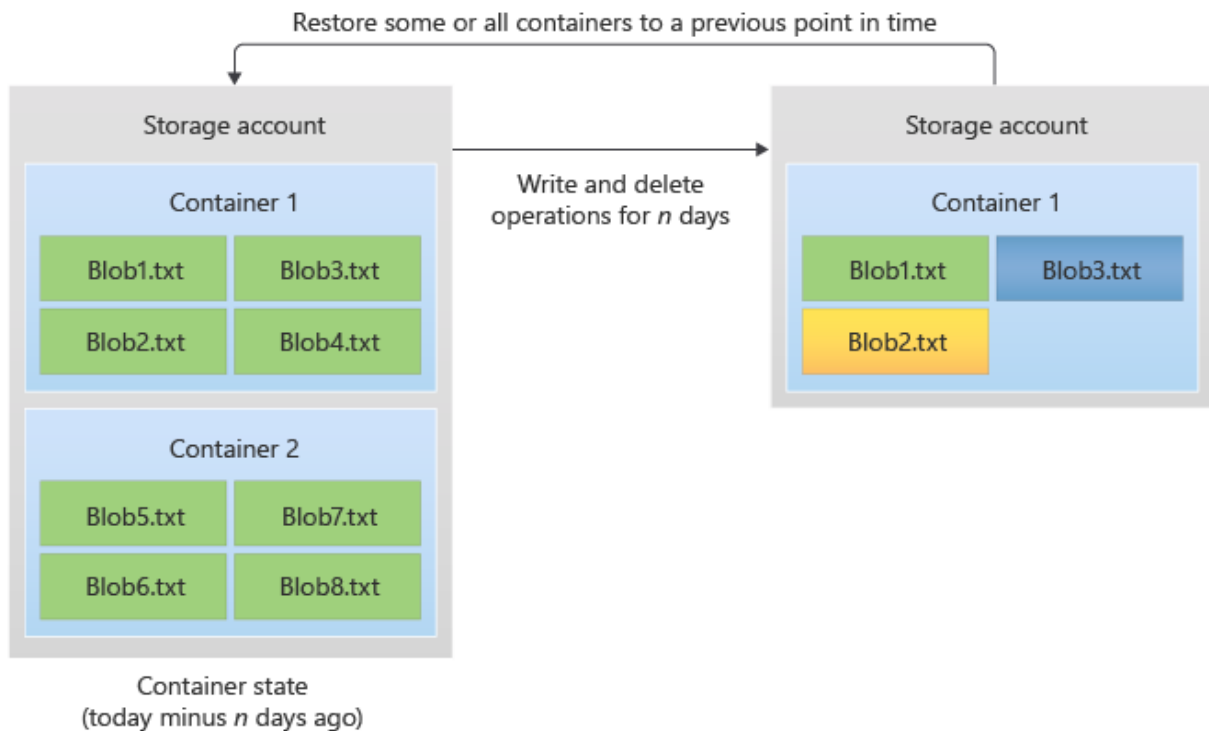 Restore some or all containers to a previous point in time
Storage account
Container 1
Blob1.txt
Blob3.txt
Blob2.txt
Blob4.txt
Container 2
Blob5.txt
Blob7.txt
Blob6.txt
Blob8.txt
Container state
(today minus n days ago)
Write and delete
operations for n days
Storage account
Container 1
Blob1.txt
Blob3.txt
Blob2.txt